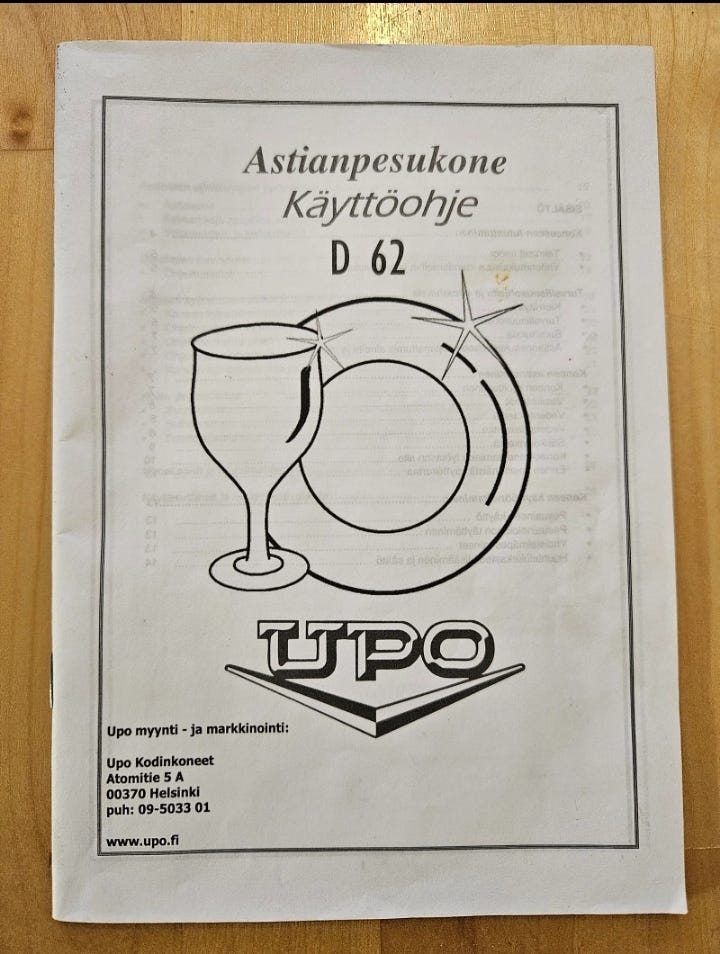 Astianpesukone
Käyttöohje
D 62
UPO
Upo myynti - ja markkinointi:
Upo Kodinkoneet
Atomitie 5 A
00370 Helsinki
puh: 09-5033 01
www.upo.fi